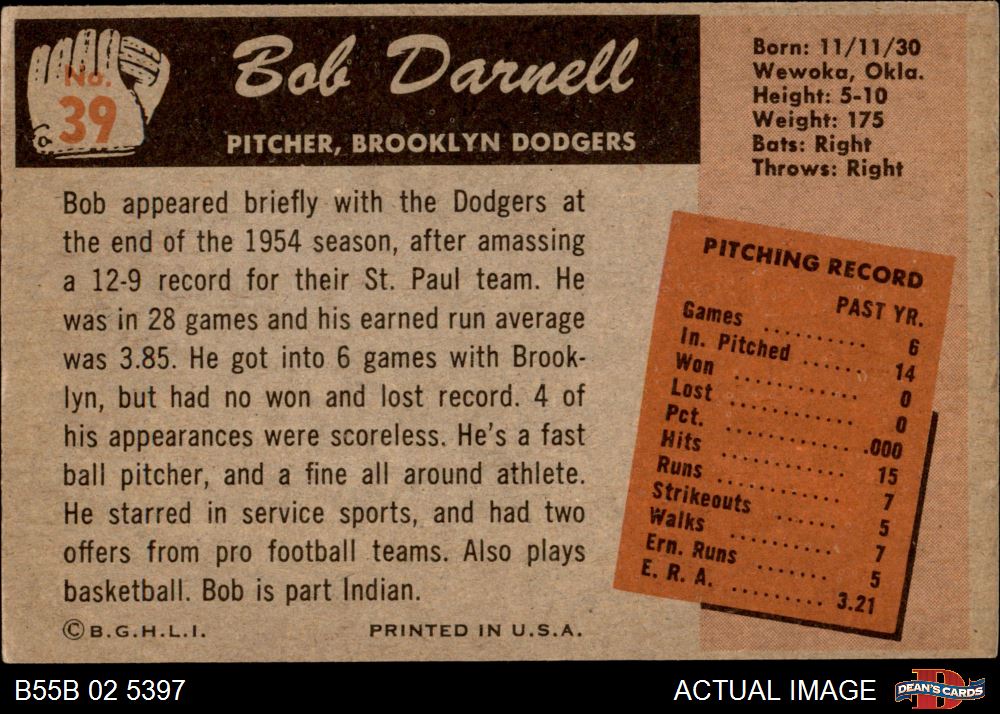 No.
39
Bob Darnell
PITCHER, BROOKLYN DODGERS
Born: 11/11/30
Wewoka, Okla.
Height: 5-10
Weight: 175
Bats: Right
Throws: Right
Bob appeared briefly with the Dodgers at
the end of the 1954 season, after amassing
a 12-9 record for their St. Paul team. He
was in 28 games and his earned run average
was 3.85. He got into 6 games with Brook-
lyn, but had no won and lost record. 4 of
his appearances were scoreless. He's a fast
ball pitcher, and a fine all around athlete.
He starred in service sports, and had two
offers from pro football teams. Also plays
basketball. Bob is part Indian.
© B.G.H.L.I. PRINTED IN U.S.A.
PITCHING RECORD
PAST YR.
Games .......... 6
In. Pitched ...... 14
Won ............ 0
Lost ............ 0
Pct. ............ .000
Hits ............ 15
Runs ........... 7
Strikeouts ...... 5
Walks .......... 7
Ern. Runs ....... 5
E. R. A. ......... 3.21
B55B 02 5397
ACTUAL IMAGE
D
DEAN'S CARDS